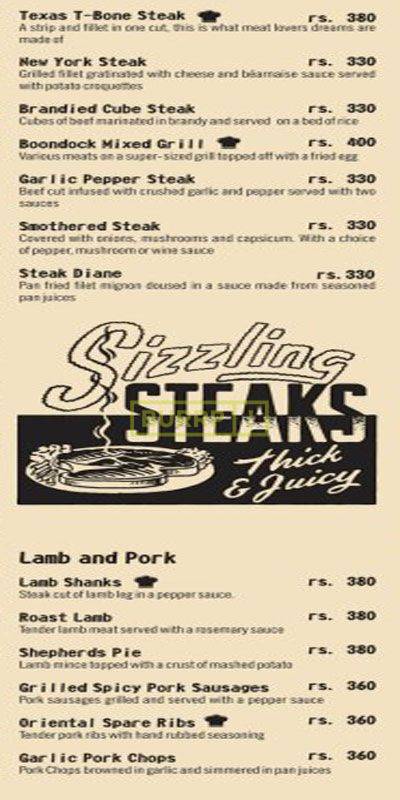 Texas T-Bone Steak rs. 380
A strip and fillet in one cut, this is what meat lovers dreams are
made of
New York Steak rs. 330
Grilled fillet gratinated with cheese and béarnaise sauce served
with potato croquettes
Brandied Cube Steak rs. 330
Cubes of beef marinated in brandy and served on a bed of rice
Boondock Mixed Grill rs. 400
Various meats on a super-sized grill topped off with a fried egg
Garlic Pepper Steak rs. 330
Beef cut infused with crushed garlic and pepper served with two
sauces
Smothered Steak rs. 330
Covered with onions, mushrooms and capsicum. With a choice
of pepper, mushroom or wine sauce
Steak Diane rs. 330
Pan fried filet mignon doused in a sauce made from seasoned
pan juices
Sizzling
STEAKS
BURRP!
thick
& Juicy
Lamb and Pork
Lamb Shanks rs. 380
Steak cut of lamb leg in a pepper sauce.
Roast Lamb rs. 380
Tender lamb meat served with a rosemary sauce
Shepherds Pie rs. 380
Lamb mince topped with a crust of mashed potato
Grilled Spicy Pork Sausages rs. 360
Pork sausages grilled and served with a pepper sauce
Oriental Spare Ribs rs. 360
Tender pork ribs with hand rubbed seasoning
Garlic Pork Chops rs. 360
Pork Chops browned in garlic and simmered in pan juices